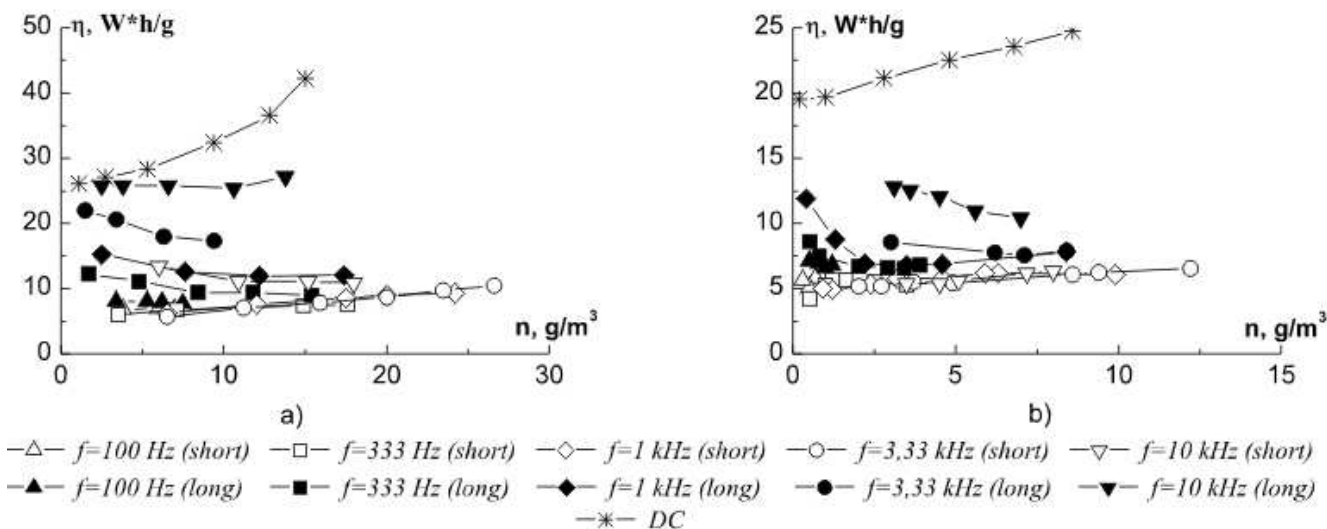 η, W*h/g
50
40
30
20
10
0
0 10 20 30
n, g/m³
a)
η, W*h/g
25
20
15
10
5
0
0 5 10 15
n, g/m³
b)
f=100 Hz (short) f=333 Hz (short) f=1 kHz (short) f=3,33 kHz (short) f=10 kHz (short)
f=100 Hz (long) f=333 Hz (long) f=1 kHz (long) f=3,33 kHz (long) f=10 kHz (long)
DC